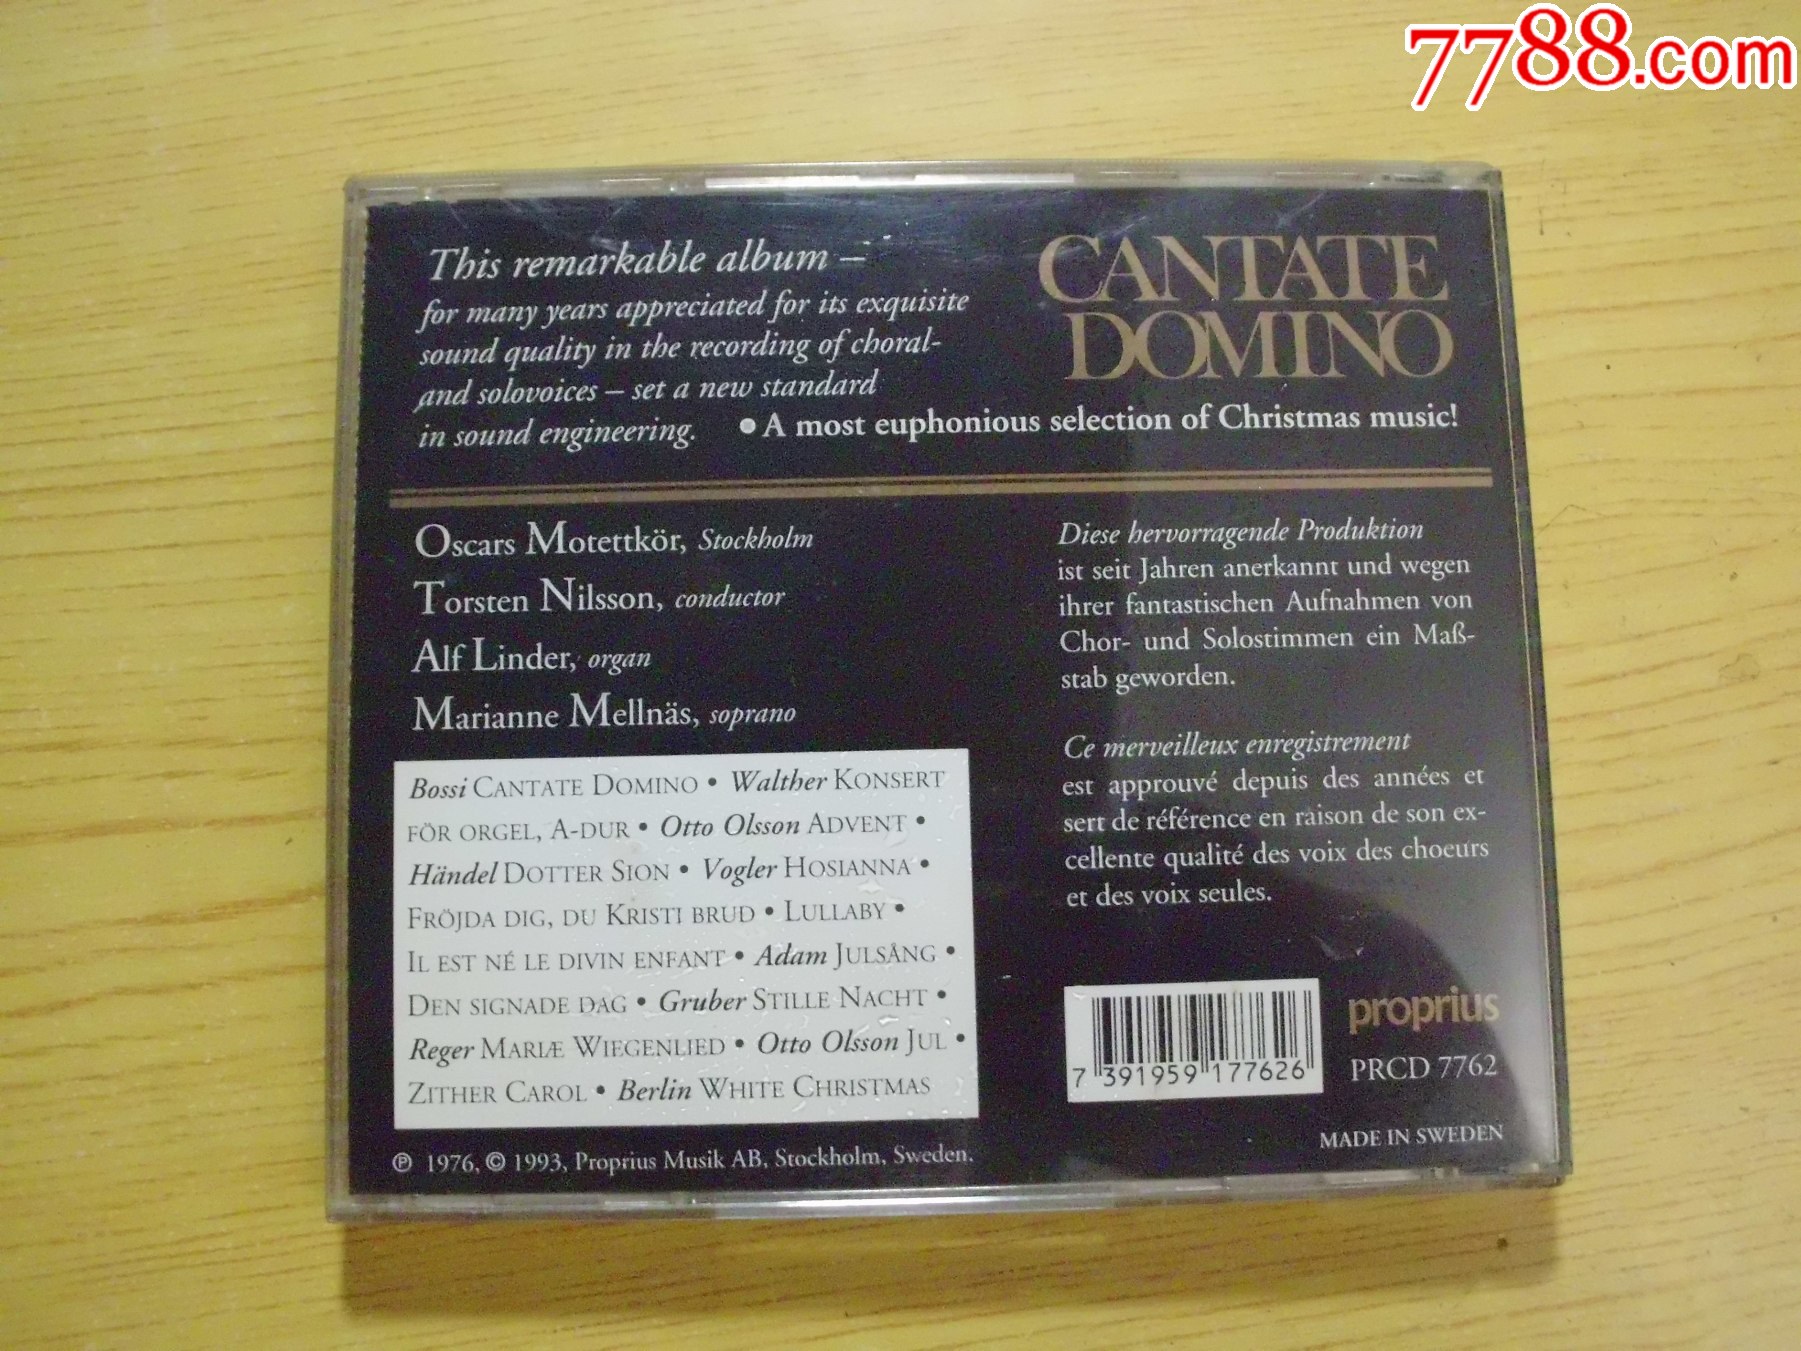 7788.com
This remarkable album –
for many years appreciated for its exquisite
sound quality in the recording of choral-
and solovoices – set a new standard
in sound engineering.
CANTATE
DOMINO
• A most euphonious selection of Christmas music!
Oscars Motettkör, Stockholm
Torsten Nilsson, conductor
Alf Linder, organ
Marianne Mellnäs, soprano
Bossi CANTATE DOMINO • Walther KONSERT
FÖR ORGEL, A-DUR • Otto Olsson ADVENT •
Händel DOTTER SION • Vogler HOSIANNA •
FRÖJDA DIG, DU KRISTI BRUD • LULLABY •
IL EST NÉ LE DIVIN ENFANT • Adam JULSÅNG •
DEN SIGNADE DAG • Gruber STILLE NACHT •
Reger MARIÆ WIEGENLIED • Otto Olsson JUL •
ZITHER CAROL • Berlin WHITE CHRISTMAS
℗ 1976, © 1993, Proprius Musik AB, Stockholm, Sweden.
Diese hervorragende Produktion
ist seit Jahren anerkannt und wegen
ihrer fantastischen Aufnahmen von
Chor- und Solostimmen ein Maß-
stab geworden.
Ce merveilleux enregistrement
est approuvé depuis des années et
sert de référence en raison de son ex-
cellente qualité des voix des choeurs
et des voix seules.
7 391959 177626
proprius
PRCD 7762
MADE IN SWEDEN